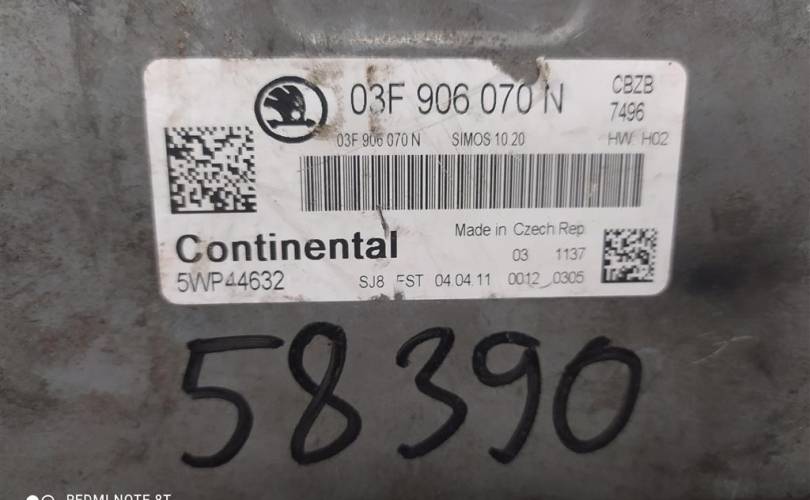 03F 906 070 N
CBZB
7496
03F 906 070 N SIMOS 10.20 HW: H02
Continental
Made in Czech Rep
03 1137
5WP44632
SJ8 EST 04.04.11 0012 0305
58390
REDMI NOTE 8T